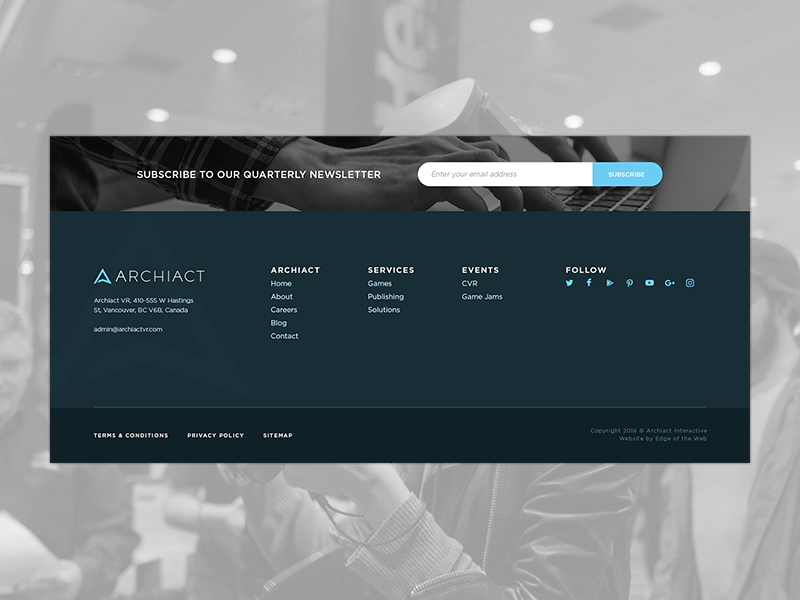 SUBSCRIBE TO OUR QUARTERLY NEWSLETTER
Enter your email address
SUBSCRIBE
ARCHIACT
Archiact VR, 410-555 W Hastings
St, Vancouver, BC V6B, Canada
admin@archiactvr.com
ARCHIACT
Home
About
Careers
Blog
Contact
SERVICES
Games
Publishing
Solutions
EVENTS
CVR
Game Jams
FOLLOW
TERMS & CONDITIONS
PRIVACY POLICY
SITEMAP
Copyright 2016 © Archiact Interactive
Website by Edge of the Web